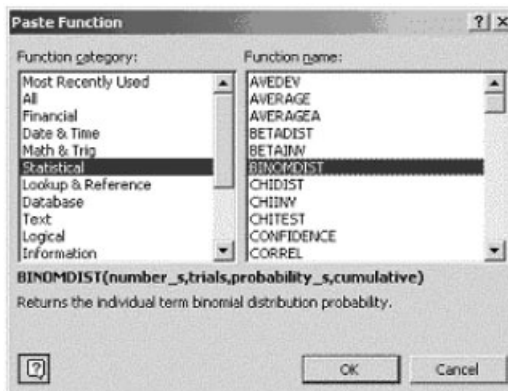 Paste Function
Function category:
Most Recently Used
All
Financial
Date & Time
Math & Trig
Statistical
Lookup & Reference
Database
Text
Logical
Information
Function name:
AVEDEV
AVERAGE
AVERAGEA
BETADIST
BETAINV
BINOMDIST
CHIDIST
CHIINV
CHITEST
CONFIDENCE
CORREL
BINOMDIST(number_s,trials,probability_s,cumulative)
Returns the individual term binomial distribution probability.
OK
Cancel